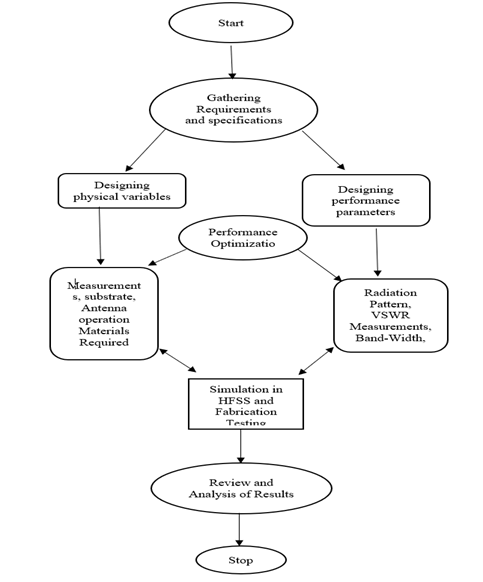 Start
Gathering
Requirements
and specifications
Designing
physical variables
Designing
performance
parameters
Performance
Optimizatio
Measurement
s, substrate,
Antenna
operation
Materials
Required
Radiation
Pattern,
VSWR
Measurements,
Band-Width,
Simulation in
HFSS and
Fabrication
Testing
Review and
Analysis of Results
Stop